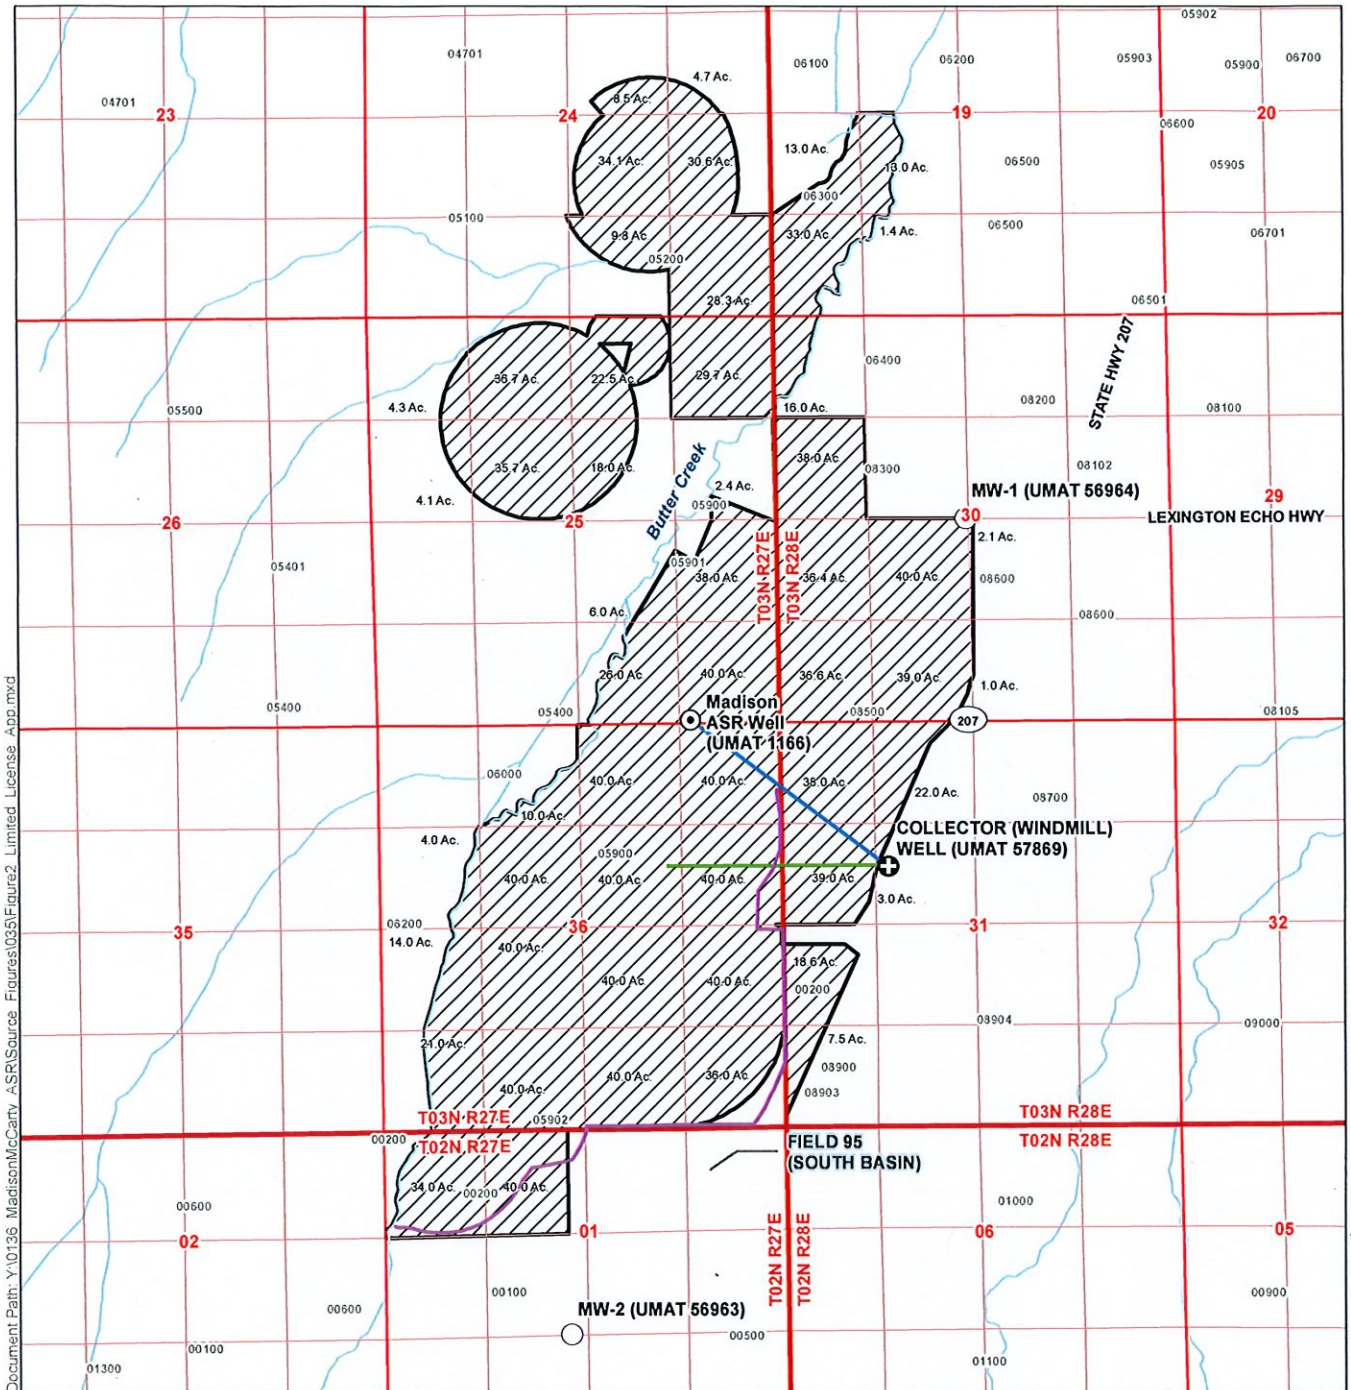 05902
04701
06100
06200
05903
05900
06700
4.7 Ac.
8.5 Ac.
04701
23
24
19
20
06600
13.0 Ac.
34.1 Ac.
30.6 Ac.
13.0 Ac.
06500
05905
06300
05100
9.8 Ac.
33.0 Ac.
1.4 Ac.
06500
06701
05200
28.3 Ac.
06501
STATE HWY 207
06400
36.7 Ac.
22.5 Ac.
29.7 Ac.
05500
4.3 Ac.
16.0 Ac.
08200
08100
Butter Creek
38.0 Ac.
35.7 Ac.
18.0 Ac.
08300
08102
4.1 Ac.
2.4 Ac.
MW-1 (UMAT 56964)
29
05900
26
25
30
LEXINGTON ECHO HWY
2.1 Ac.
T03N R27E
T03N R28E
05401
05901
38.0 Ac.
36.4 Ac.
40.0 Ac.
08600
6.0 Ac.
08600
26.0 Ac.
40.0 Ac.
36.6 Ac.
39.0 Ac.
1.0 Ac.
05400
05400
Madison
ASR Well
(UMAT 1166)
08500
207
08105
06000
40.0 Ac.
40.0 Ac.
38.0 Ac.
22.0 Ac.
08700
10.0 Ac.
4.0 Ac.
COLLECTOR (WINDMILL)
WELL (UMAT 57869)
05900
40.0 Ac.
40.0 Ac.
40.0 Ac.
39.0 Ac.
3.0 Ac.
35
06200
36
31
32
14.0 Ac.
40.0 Ac.
18.6 Ac.
40.0 Ac.
40.0 Ac.
00200
08904
09000
21.0 Ac.
7.5 Ac.
40.0 Ac.
40.0 Ac.
36.0 Ac.
08900
08903
T03N R27E
05902
T03N R28E
00200
T02N R27E
T02N R28E
FIELD 95
(SOUTH BASIN)
34.0 Ac.
00200
40.0 Ac.
00600
01000
02
01
06
05
T02N R27E
T02N R28E
00100
00900
00600
MW-2 (UMAT 56963)
00500
00100
01300
01100
Document Path: Y:\0136_MadisonMcCarty_ASR\Source_Figures\035\Figure2_Limited_License_App.mxd